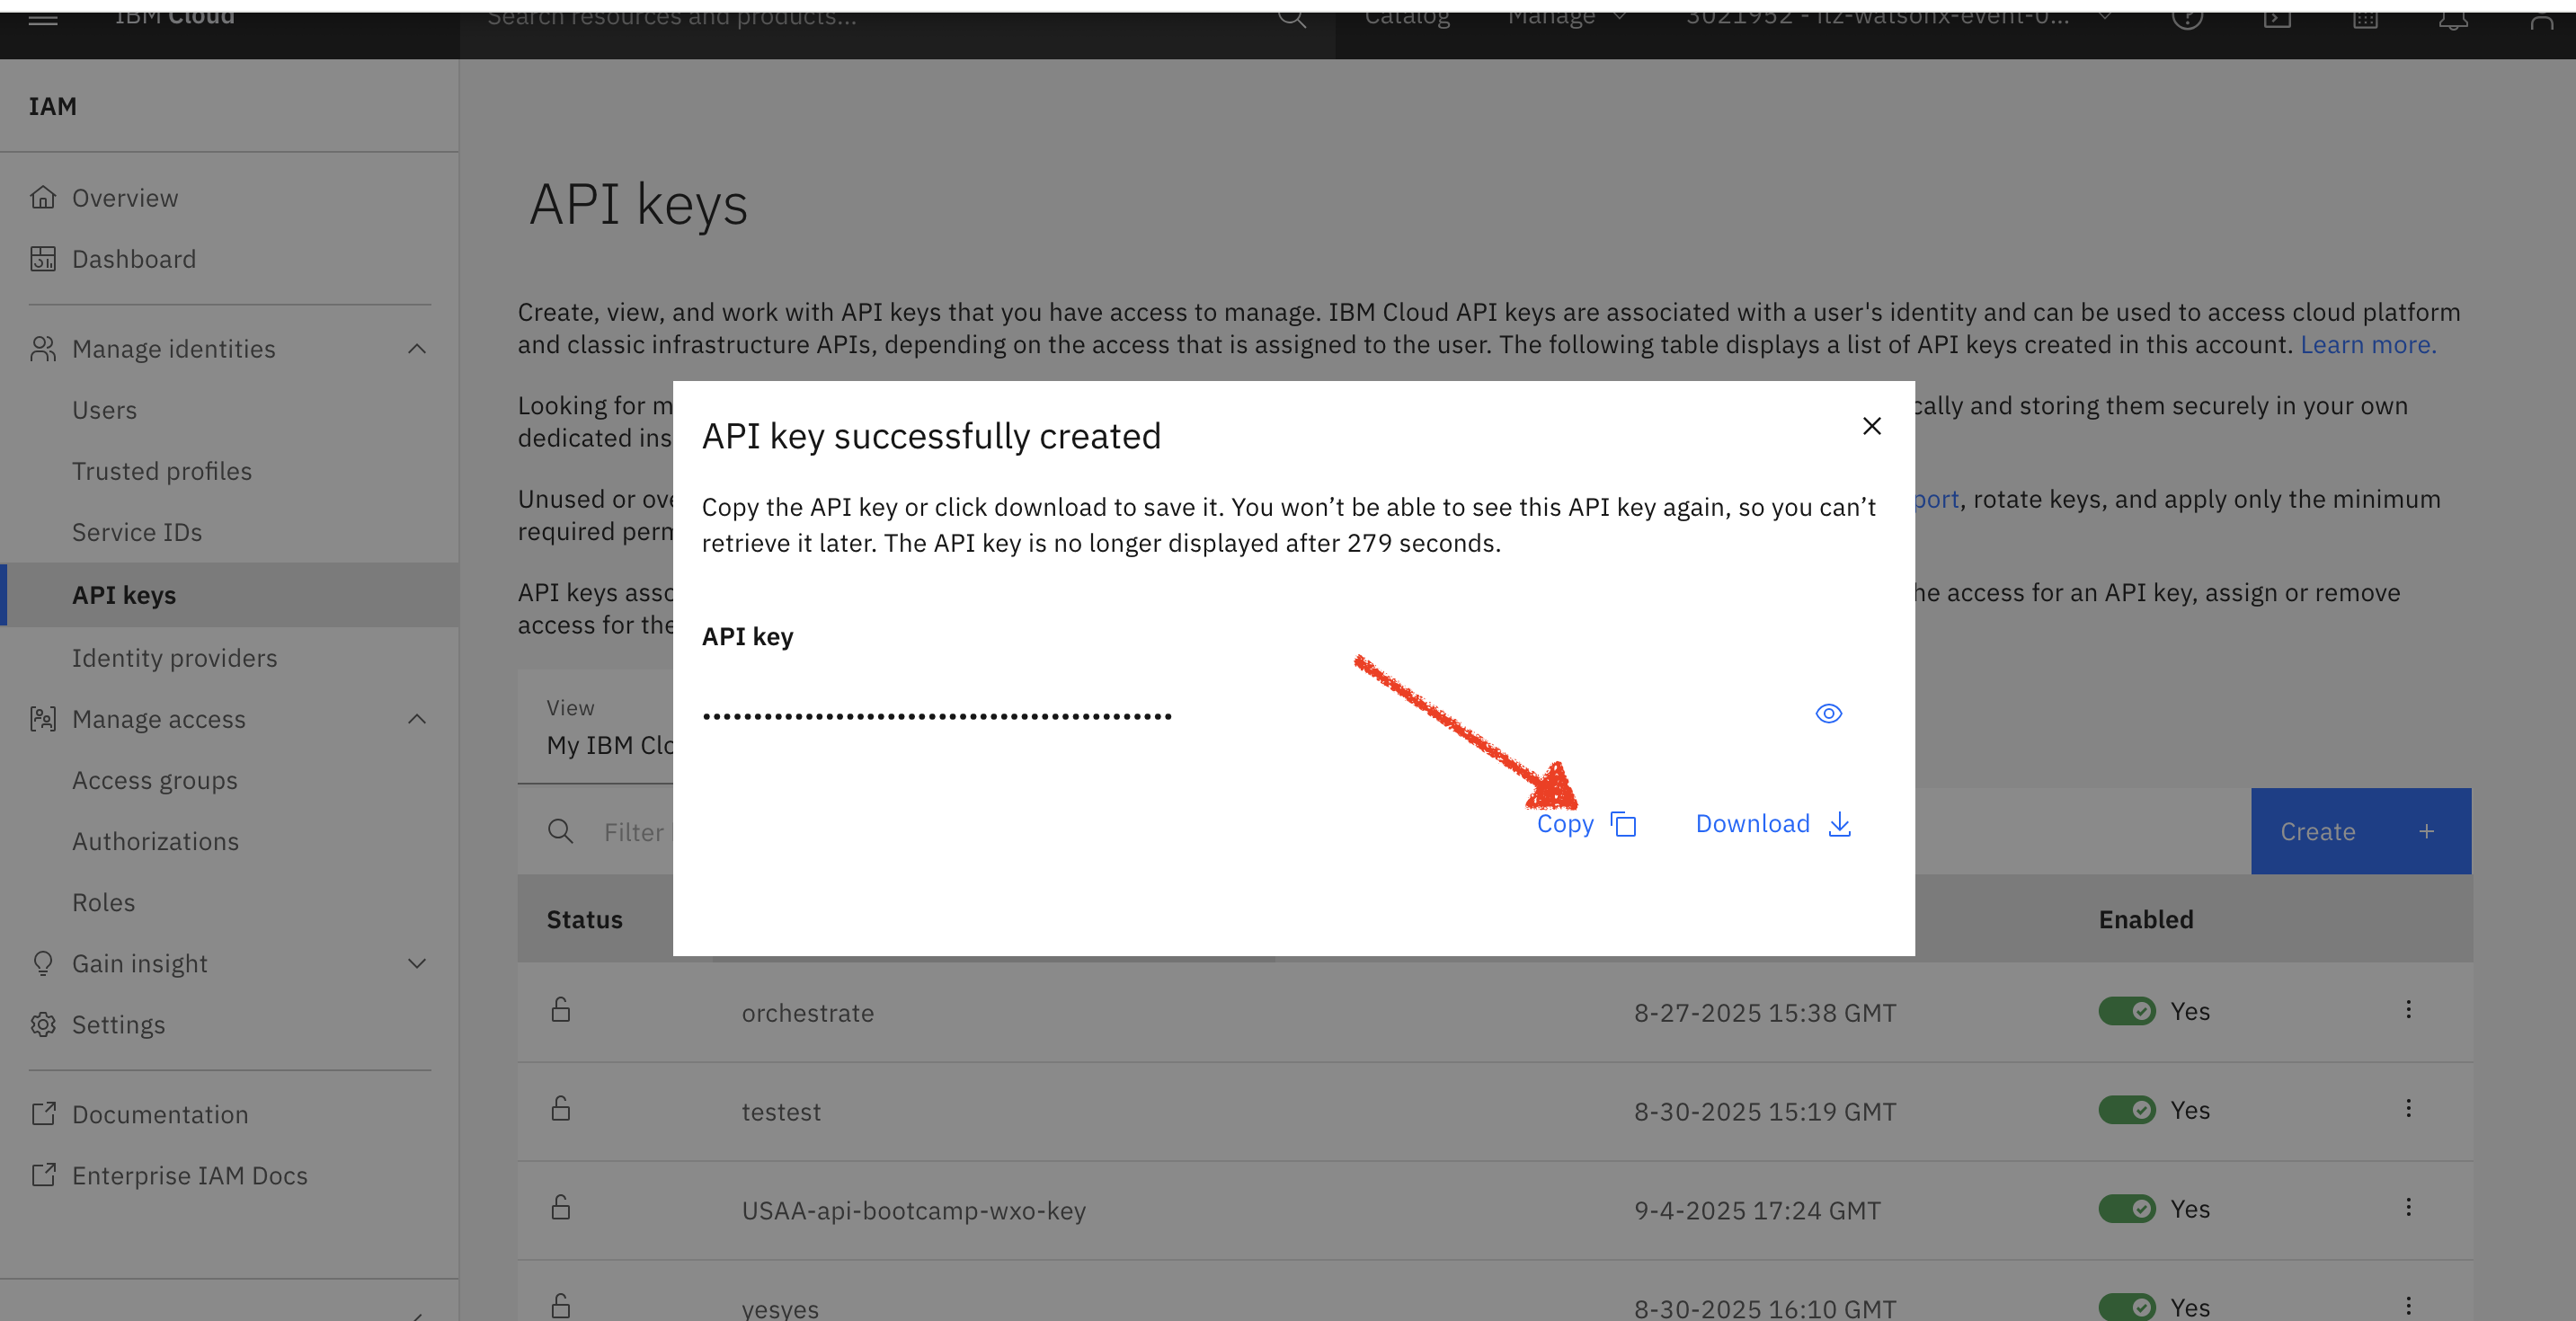 IBM Cloud
Search resources and products...
Catalog
Manage
3021952 - itz-watsonx-event-0...
IAM
Overview
Dashboard
Manage identities
Users
Trusted profiles
Service IDs
API keys
Identity providers
Manage access
Access groups
Authorizations
Roles
Gain insight
Settings
Documentation
Enterprise IAM Docs
API keys
Create, view, and work with API keys that you have access to manage. IBM Cloud API keys are associated with a user's identity and can be used to access cloud platform
and classic infrastructure APIs, depending on the access that is assigned to the user. The following table displays a list of API keys created in this account. Learn more.
Looking for m
cally and storing them securely in your own
dedicated ins
Unused or ove
port, rotate keys, and apply only the minimum
required perm
API keys asso
he access for an API key, assign or remove
access for the
View
My IBM Clo
Filter
Create +
API key successfully created
Copy the API key or click download to save it. You won’t be able to see this API key again, so you can’t
retrieve it later. The API key is no longer displayed after 279 seconds.
API key
••••••••••••••••••••••••••••••••••••••••••••
Copy
Download
Status
Enabled
orchestrate
8-27-2025 15:38 GMT
Yes
testest
8-30-2025 15:19 GMT
Yes
USAA-api-bootcamp-wxo-key
9-4-2025 17:24 GMT
Yes
yesyes
8-30-2025 16:10 GMT
Yes